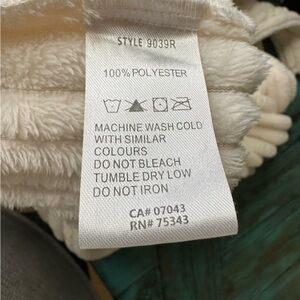 STYLE 9039R
100% POLYESTER
MACHINE WASH COLD
WITH SIMILAR
COLOURS
DO NOT BLEACH
TUMBLE DRY LOW
DO NOT IRON
CA# 07043
RN# 75343